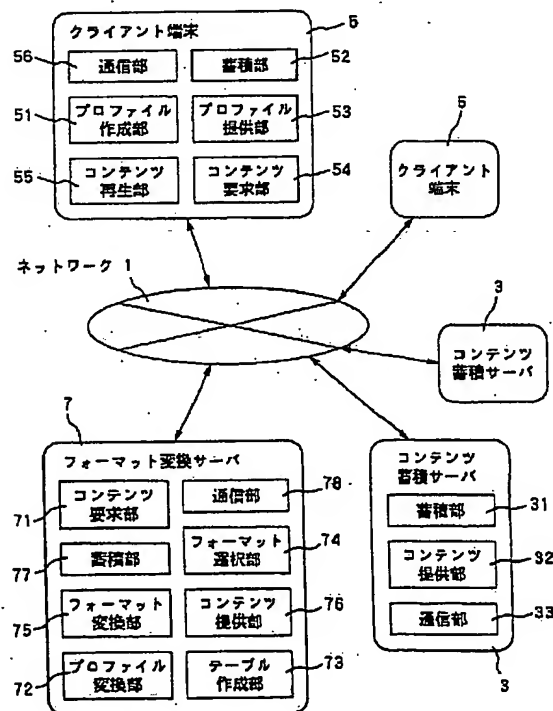 クライアント端末
5
56
通信部
蓄積部
52
51
プロファイル
作成部
プロファイル
提供部
53
55
コンテンツ
再生部
コンテンツ
要求部
54
5
クライアント
端末
ネットワーク 1
3
コンテンツ
蓄積サーバ
7
フォーマット変換サーバ
71
コンテンツ
要求部
通信部
78
77
蓄積部
フォーマット
選択部
74
75
フォーマット
変換部
コンテンツ
提供部
76
72
プロファイル
変換部
テーブル
作成部
73
コンテンツ
蓄積サーバ
蓄積部
31
コンテンツ
提供部
32
通信部
33
3